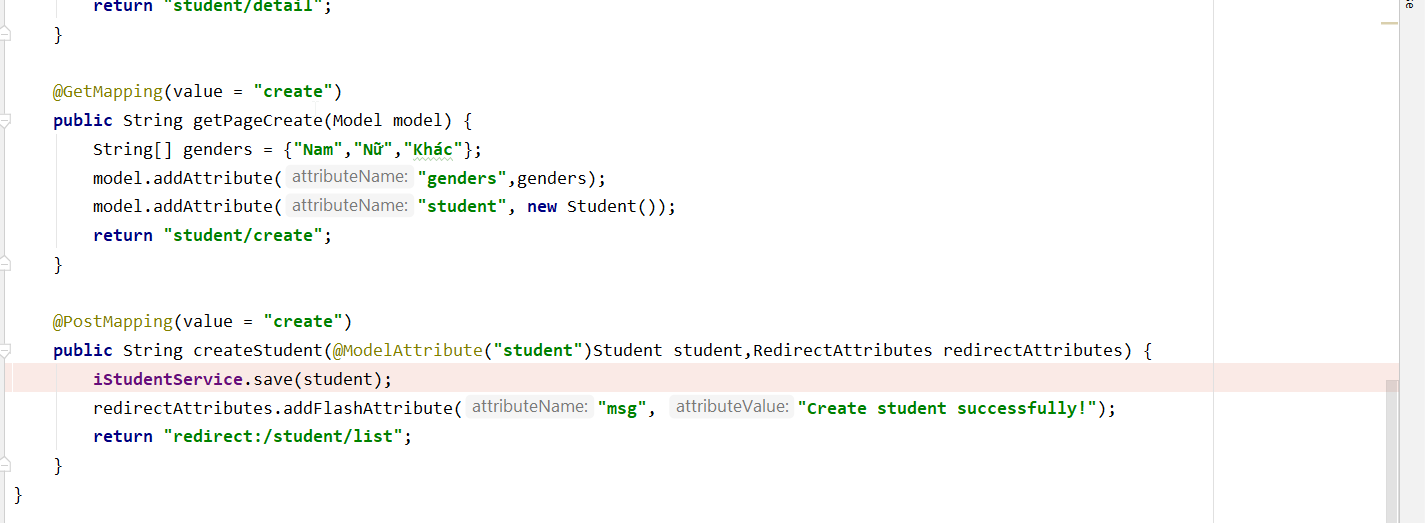 return "student/detail";
}
@GetMapping(value = "create")
public String getPageCreate(Model model) {
String[] genders = {"Nam","Nữ","Khác"};
model.addAttribute( attributeName: "genders",genders);
model.addAttribute( attributeName: "student", new Student());
return "student/create";
}
@PostMapping(value = "create")
public String createStudent(@ModelAttribute("student")Student student,RedirectAttributes redirectAttributes) {
iStudentService.save(student);
redirectAttributes.addFlashAttribute( attributeName: "msg", attributeValue: "Create student successfully!");
return "redirect:/student/list";
}
}